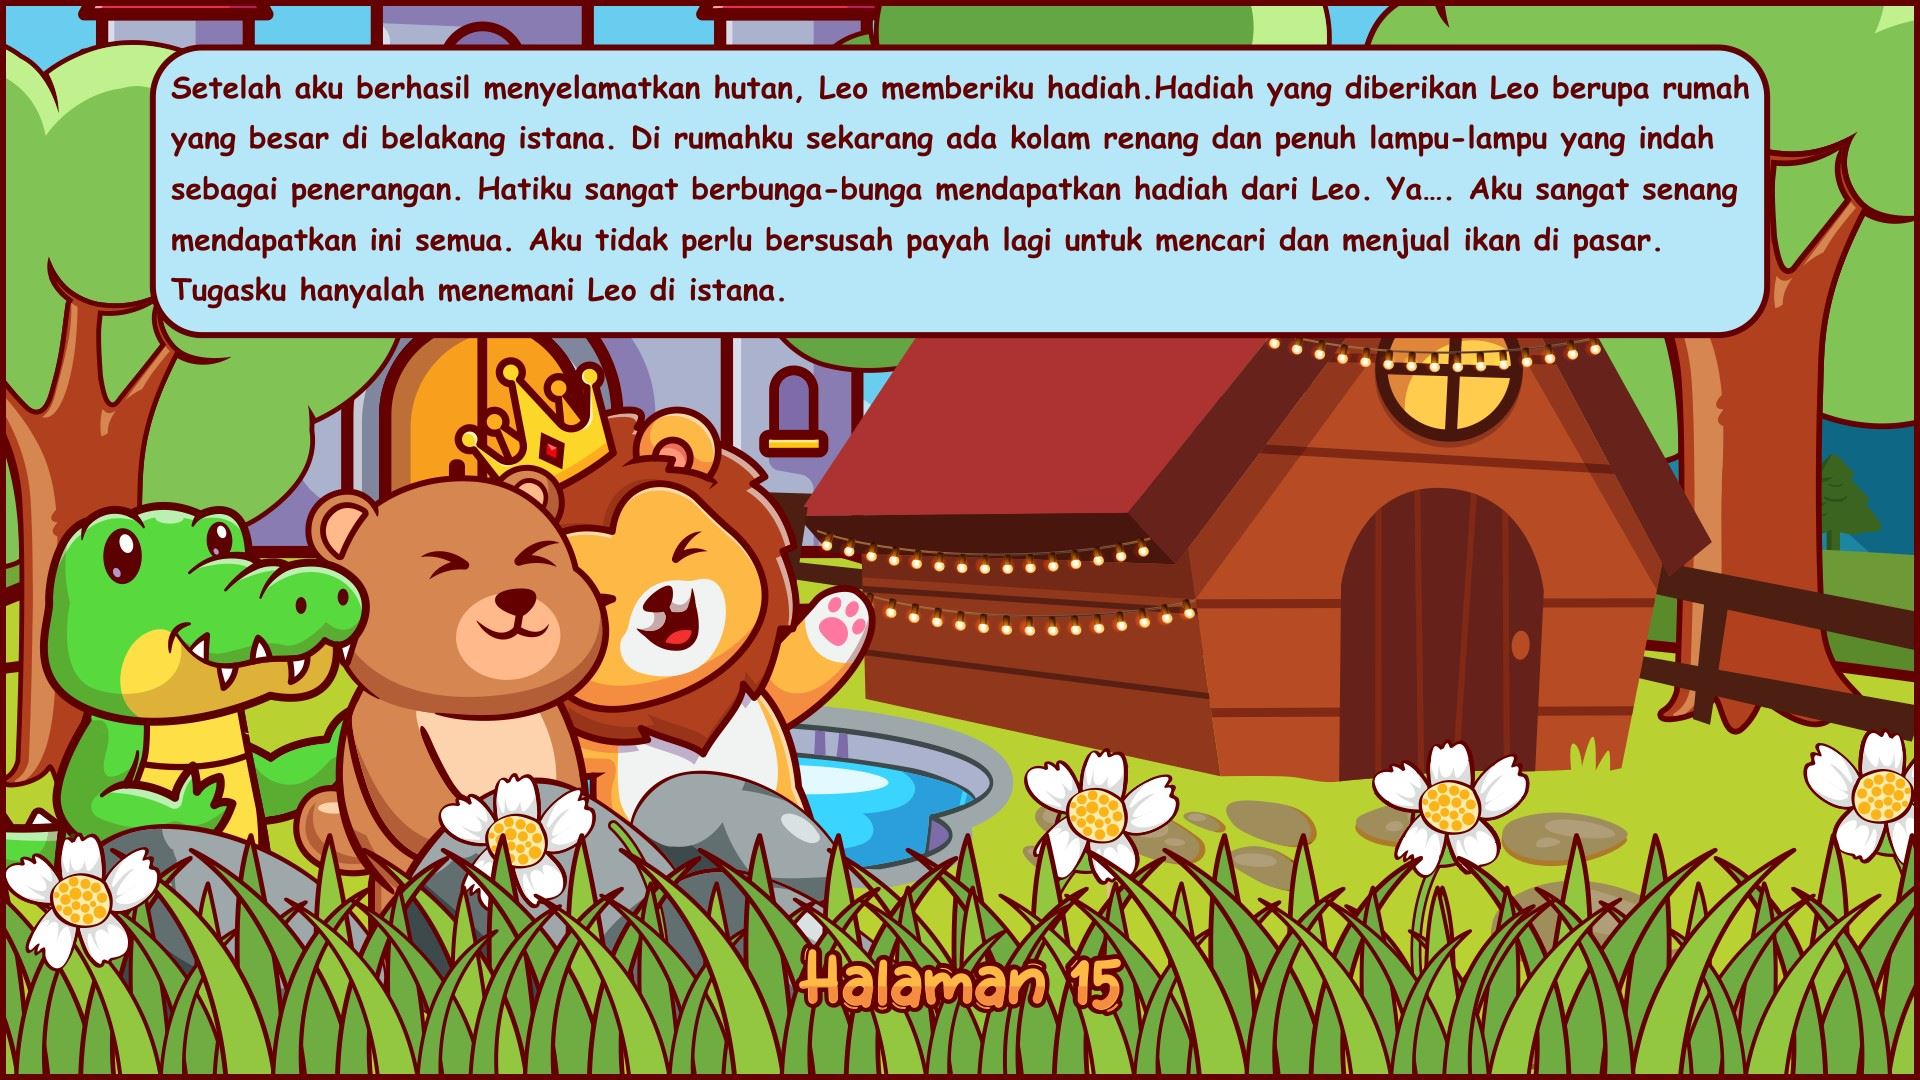 Setelah aku berhasil menyelamatkan hutan, Leo memberiku hadiah.Hadiah yang diberikan Leo berupa rumah
yang besar di belakang istana. Di rumahku sekarang ada kolam renang dan penuh lampu-lampu yang indah
sebagai penerangan. Hatiku sangat berbunga-bunga mendapatkan hadiah dari Leo. Ya.... Aku sangat senang
mendapatkan ini semua. Aku tidak perlu bersusah payah lagi untuk mencari dan menjual ikan di pasar.
Tugasku hanyalah menemani Leo di istana.
Halaman 15